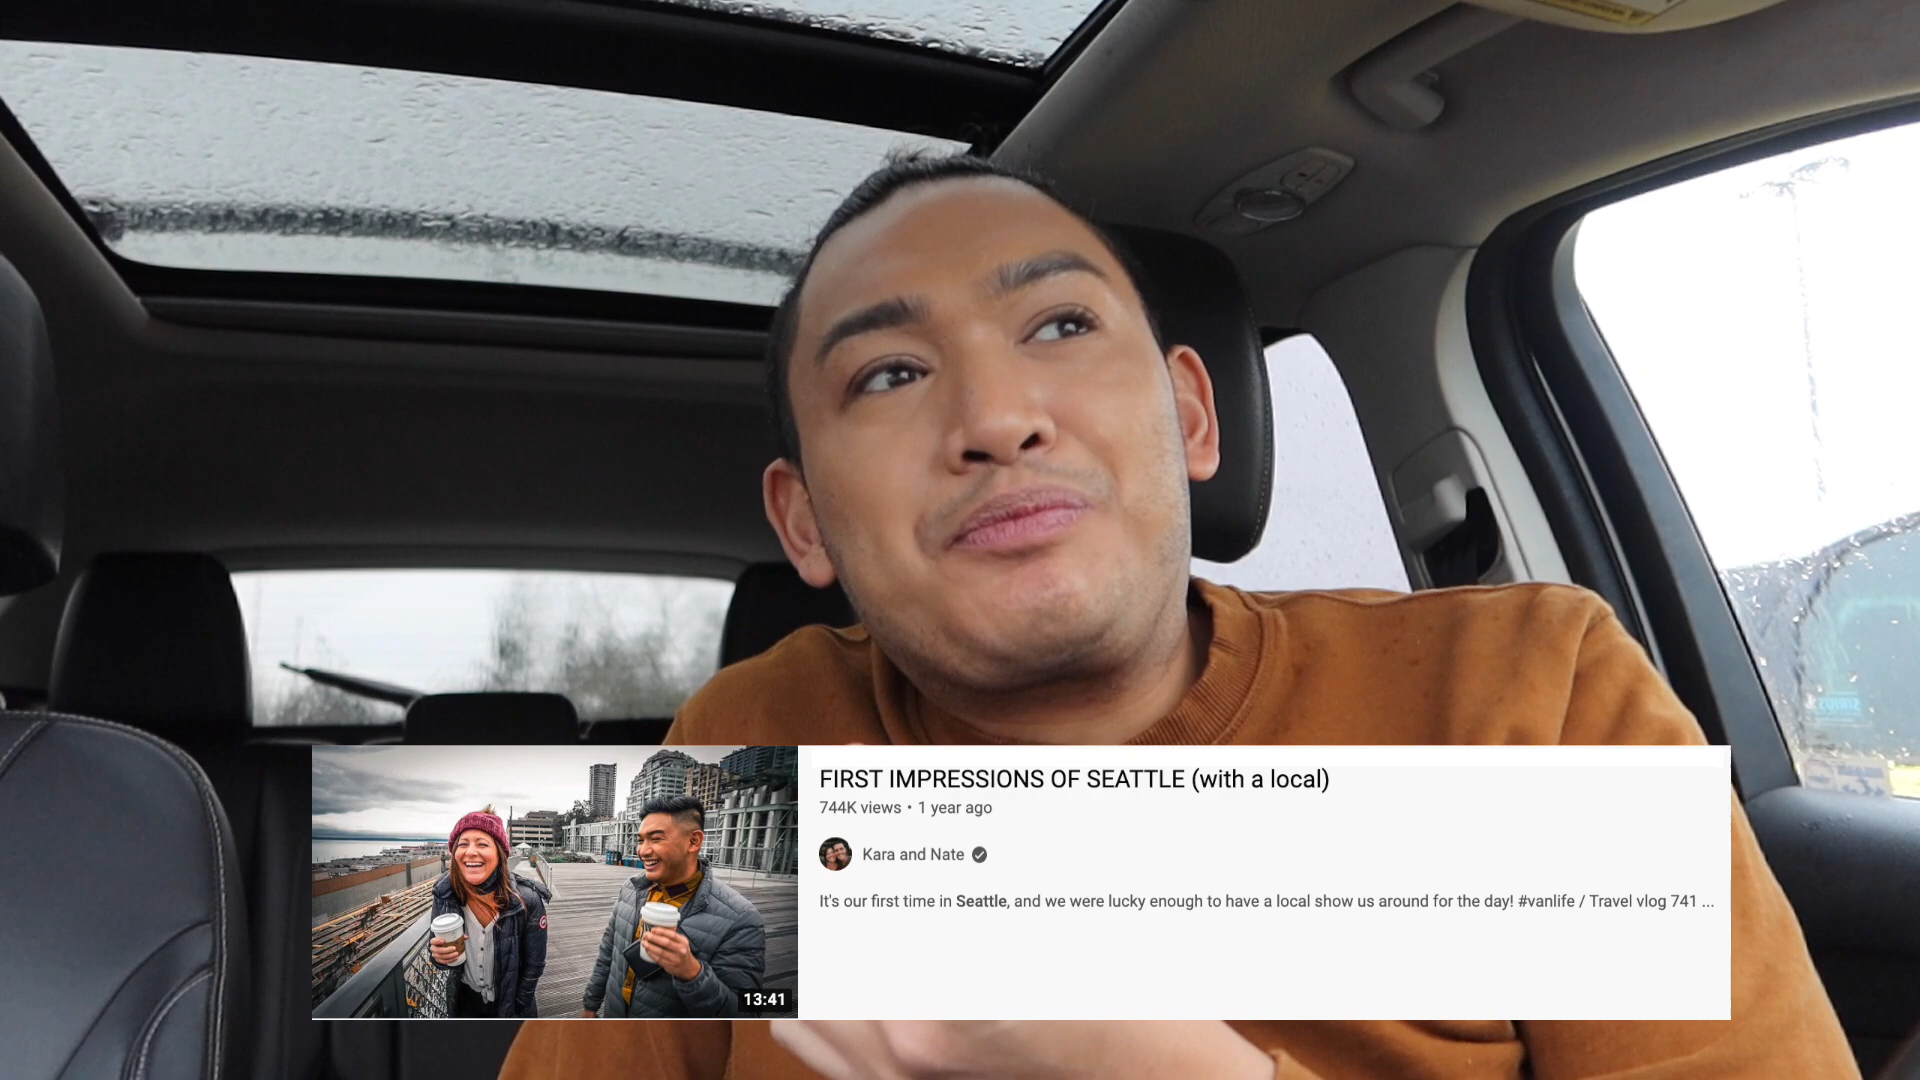 FIRST IMPRESSIONS OF SEATTLE (with a local)
744K views • 1 year ago
Kara and Nate
It's our first time in Seattle, and we were lucky enough to have a local show us around for the day! #vanlife / Travel vlog 741 ...
13:41